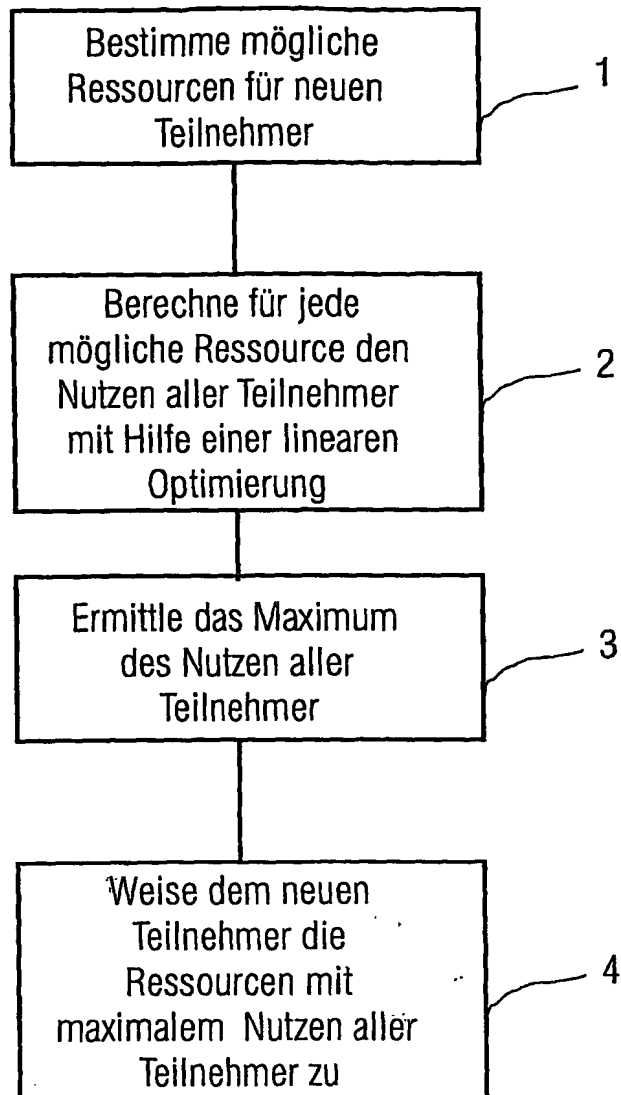 Bestimme mögliche
Ressourcen für neuen
Teilnehmer
1
Berechne für jede
mögliche Ressource den
Nutzen aller Teilnehmer
mit Hilfe einer linearen
Optimierung
2
Ermittle das Maximum
des Nutzen aller
Teilnehmer
3
Weise dem neuen
Teilnehmer die
Ressourcen mit
maximalem Nutzen aller
Teilnehmer zu
4